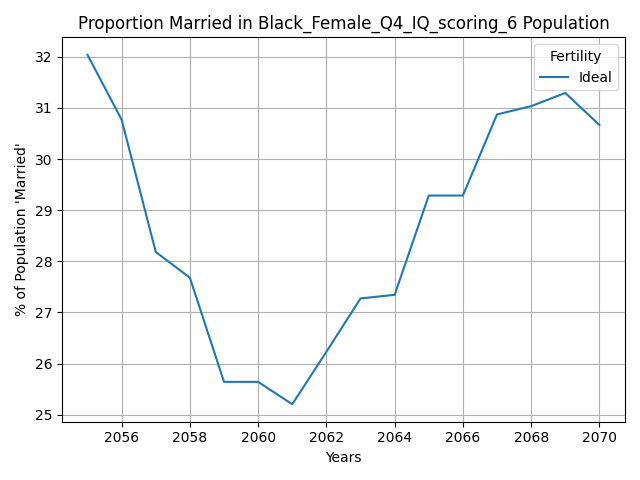 Proportion Married in Black_Female_Q4_IQ_scoring_6 Population
Fertility
Ideal
% of Population 'Married'
32
31
30
29
28
27
26
25
2056 2058 2060 2062 2064 2066 2068 2070
Years